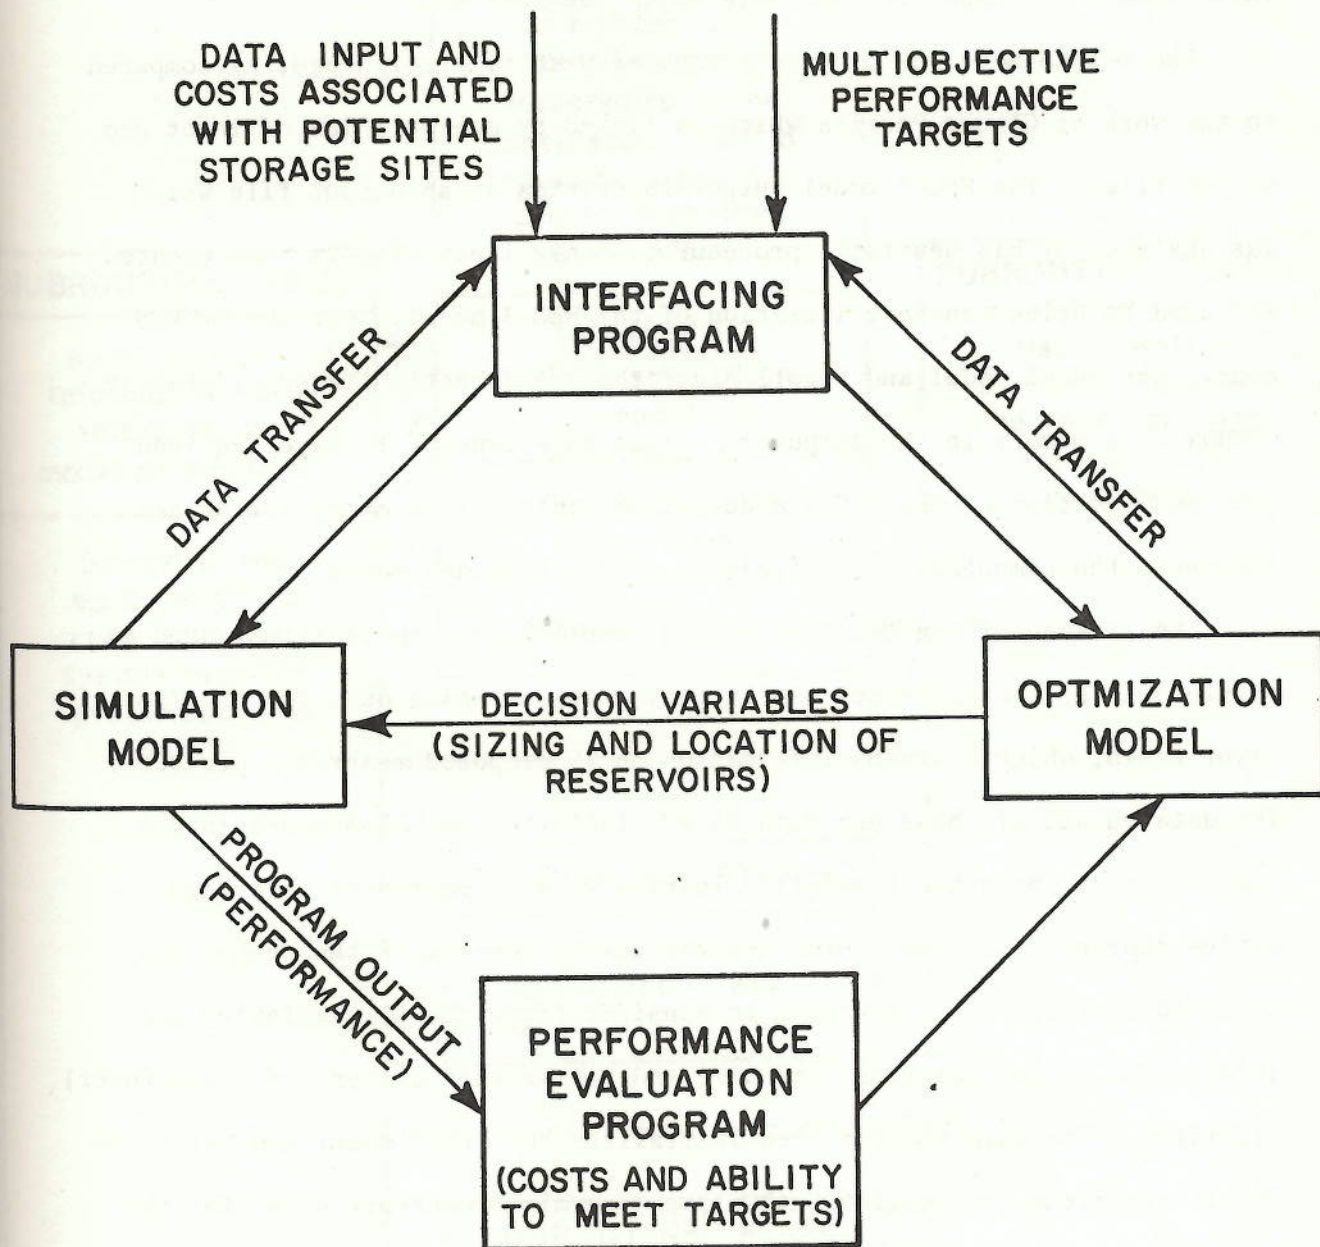 DATA INPUT AND
COSTS ASSOCIATED
WITH POTENTIAL
STORAGE SITES
MULTIOBJECTIVE
PERFORMANCE
TARGETS
INTERFACING
PROGRAM
DATA TRANSFER
DATA TRANSFER
SIMULATION
MODEL
DECISION VARIABLES
(SIZING AND LOCATION OF
RESERVOIRS)
OPTMIZATION
MODEL
PROGRAM OUTPUT
(PERFORMANCE)
PERFORMANCE
EVALUATION
PROGRAM
(COSTS AND ABILITY
TO MEET TARGETS)